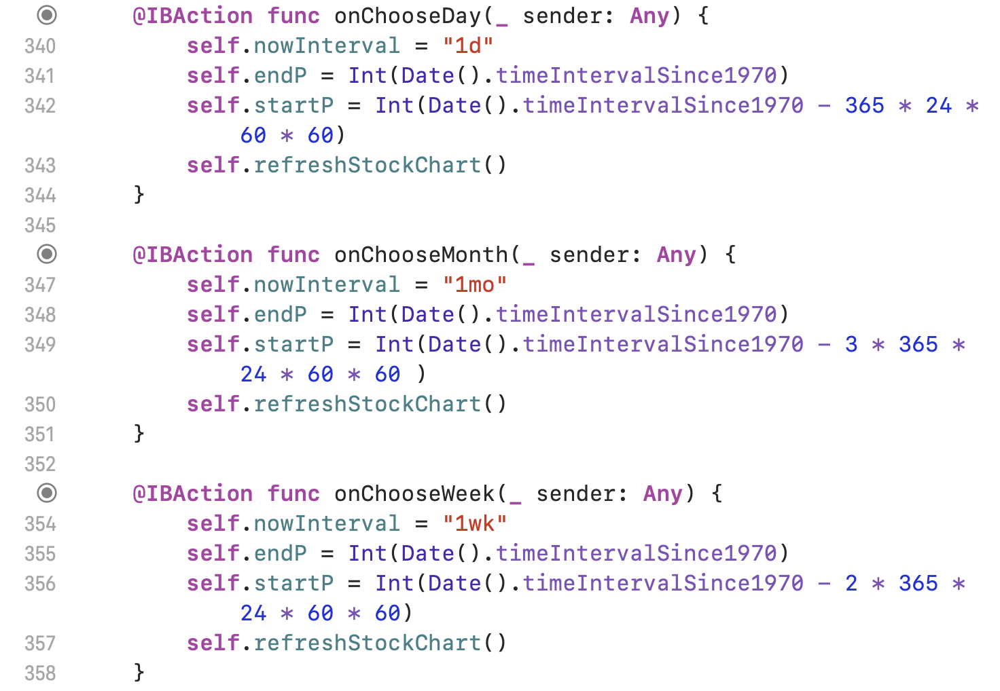 @IBAction func onChooseDay(_ sender: Any) {
340 self.nowInterval = "1d"
341 self.endP = Int(Date().timeIntervalSince1970)
342 self.startP = Int(Date().timeIntervalSince1970 - 365 * 24 *
60 * 60)
343 self.refreshStockChart()
344 }
345
@IBAction func onChooseMonth(_ sender: Any) {
347 self.nowInterval = "1mo"
348 self.endP = Int(Date().timeIntervalSince1970)
349 self.startP = Int(Date().timeIntervalSince1970 - 3 * 365 *
24 * 60 * 60 )
350 self.refreshStockChart()
351 }
352
@IBAction func onChooseWeek(_ sender: Any) {
354 self.nowInterval = "1wk"
355 self.endP = Int(Date().timeIntervalSince1970)
356 self.startP = Int(Date().timeIntervalSince1970 - 2 * 365 *
24 * 60 * 60)
357 self.refreshStockChart()
358 }